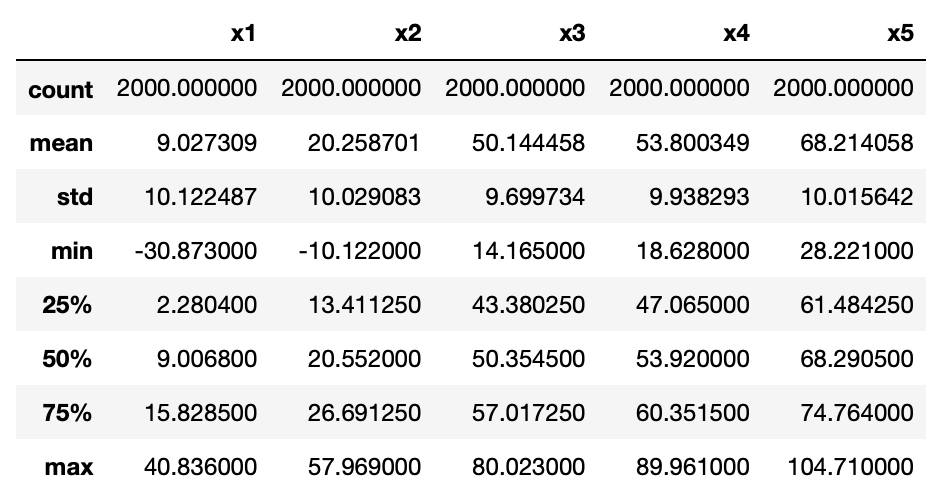 x1 x2 x3 x4 x5
count 2000.000000 2000.000000 2000.000000 2000.000000 2000.000000
mean 9.027309 20.258701 50.144458 53.800349 68.214058
std 10.122487 10.029083 9.699734 9.938293 10.015642
min -30.873000 -10.122000 14.165000 18.628000 28.221000
25% 2.280400 13.411250 43.380250 47.065000 61.484250
50% 9.006800 20.552000 50.354500 53.920000 68.290500
75% 15.828500 26.691250 57.017250 60.351500 74.764000
max 40.836000 57.969000 80.023000 89.961000 104.710000